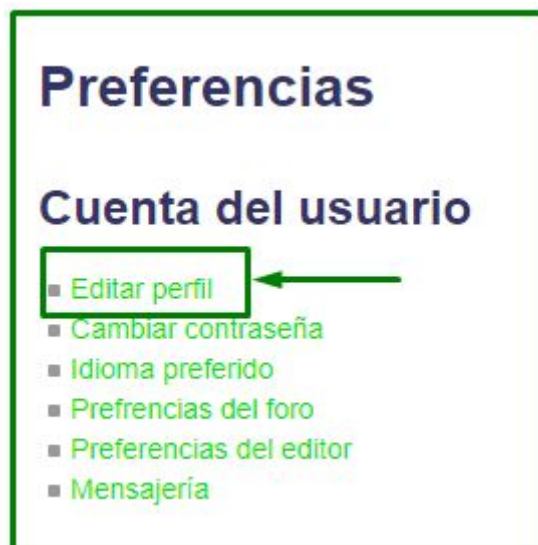 Preferencias
Cuenta del usuario
Editar perfil
Cambiar contraseña
Idioma preferido
Prefrencias del foro
Preferencias del editor
Mensajería